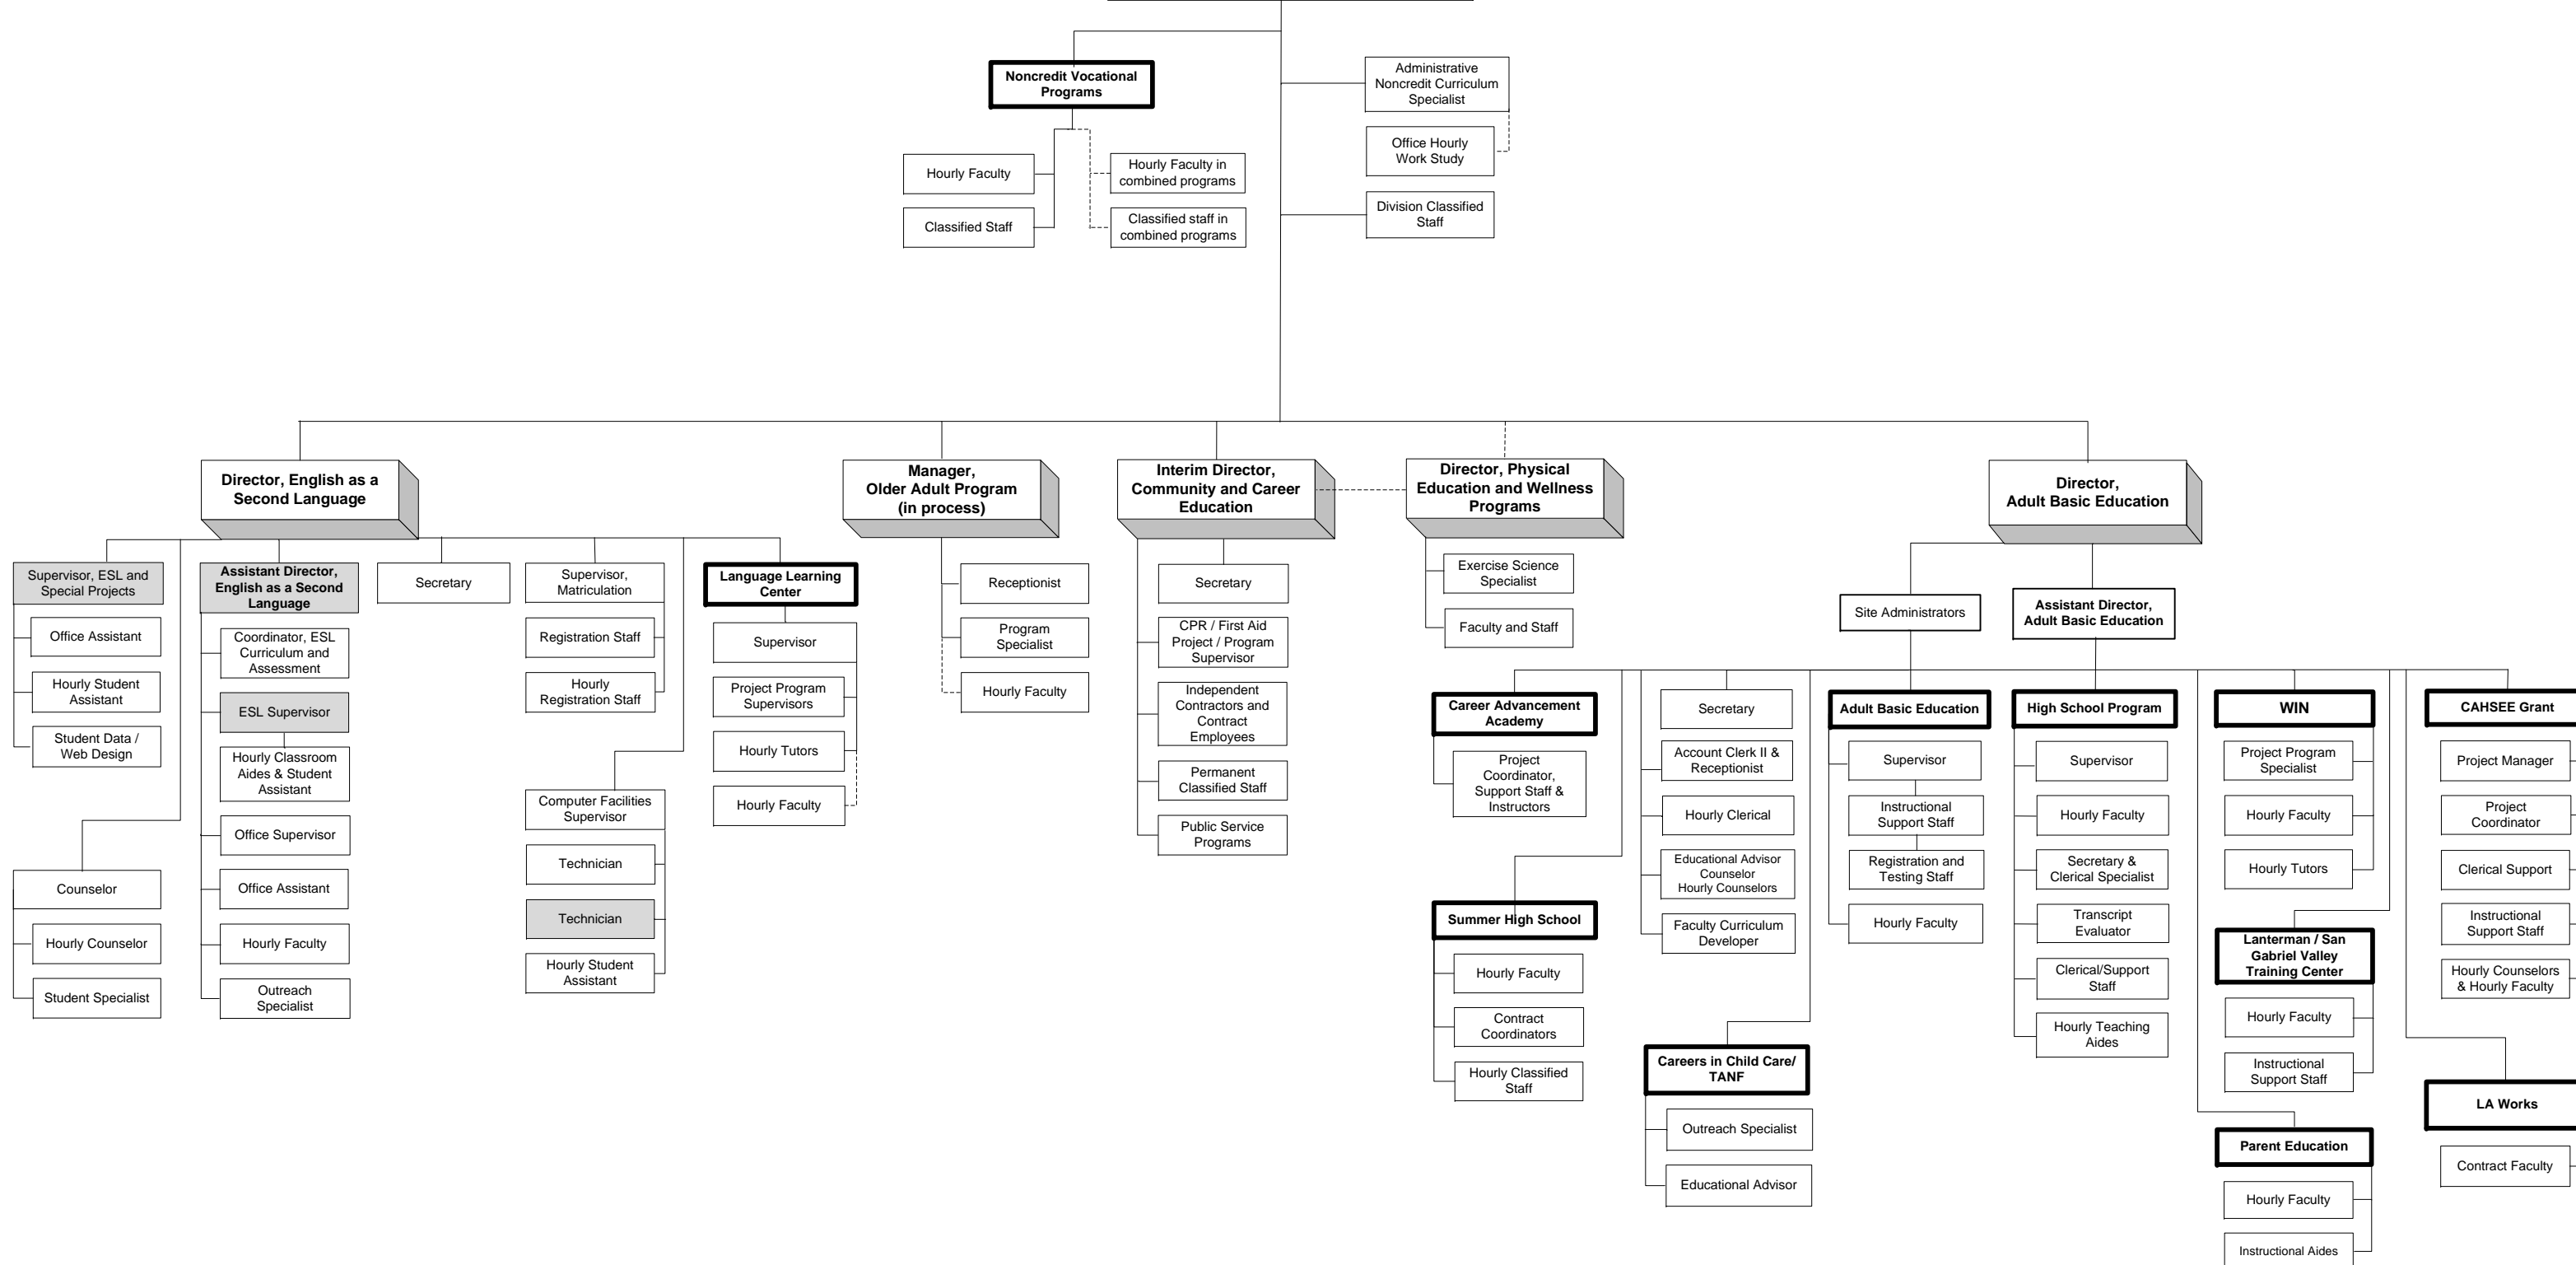 Noncredit Vocational
Programs
Hourly Faculty
Classified Staff
Hourly Faculty in
combined programs
Classified staff in
combined programs
Administrative
Noncredit Curriculum
Specialist
Office Hourly
Work Study
Division Classified
Staff
Director, English as a
Second Language
Manager,
Older Adult Program
(in process)
Interim Director,
Community and Career
Education
Director, Physical
Education and Wellness
Programs
Director,
Adult Basic Education
Supervisor, ESL and
Special Projects
Office Assistant
Hourly Student
Assistant
Student Data /
Web Design
Counselor
Hourly Counselor
Student Specialist
Assistant Director,
English as a Second
Language
Coordinator, ESL
Curriculum and
Assessment
ESL Supervisor
Hourly Classroom
Aides & Student
Assistant
Office Supervisor
Office Assistant
Hourly Faculty
Outreach
Specialist
Secretary
Supervisor,
Matriculation
Registration Staff
Hourly
Registration Staff
Computer Facilities
Supervisor
Technician
Technician
Hourly Student
Assistant
Language Learning
Center
Supervisor
Project Program
Supervisors
Hourly Tutors
Hourly Faculty
Receptionist
Program
Specialist
Hourly Faculty
Secretary
CPR / First Aid
Project / Program
Supervisor
Independent
Contractors and
Contract
Employees
Permanent
Classified Staff
Public Service
Programs
Exercise Science
Specialist
Faculty and Staff
Site Administrators
Assistant Director,
Adult Basic Education
Career Advancement
Academy
Project
Coordinator,
Support Staff &
Instructors
Summer High School
Hourly Faculty
Contract
Coordinators
Hourly Classified
Staff
Secretary
Account Clerk II &
Receptionist
Hourly Clerical
Educational Advisor
Counselor
Hourly Counselors
Faculty Curriculum
Developer
Careers in Child Care/
TANF
Outreach Specialist
Educational Advisor
Adult Basic Education
Supervisor
Instructional
Support Staff
Registration and
Testing Staff
Hourly Faculty
High School Program
Supervisor
Hourly Faculty
Secretary &
Clerical Specialist
Transcript
Evaluator
Clerical/Support
Staff
Hourly Teaching
Aides
WIN
Project Program
Specialist
Hourly Faculty
Hourly Tutors
Lanterman / San
Gabriel Valley
Training Center
Hourly Faculty
Instructional
Support Staff
Parent Education
Hourly Faculty
Instructional Aides
CAHSEE Grant
Project Manager
Project
Coordinator
Clerical Support
Instructional
Support Staff
Hourly Counselors
& Hourly Faculty
LA Works
Contract Faculty